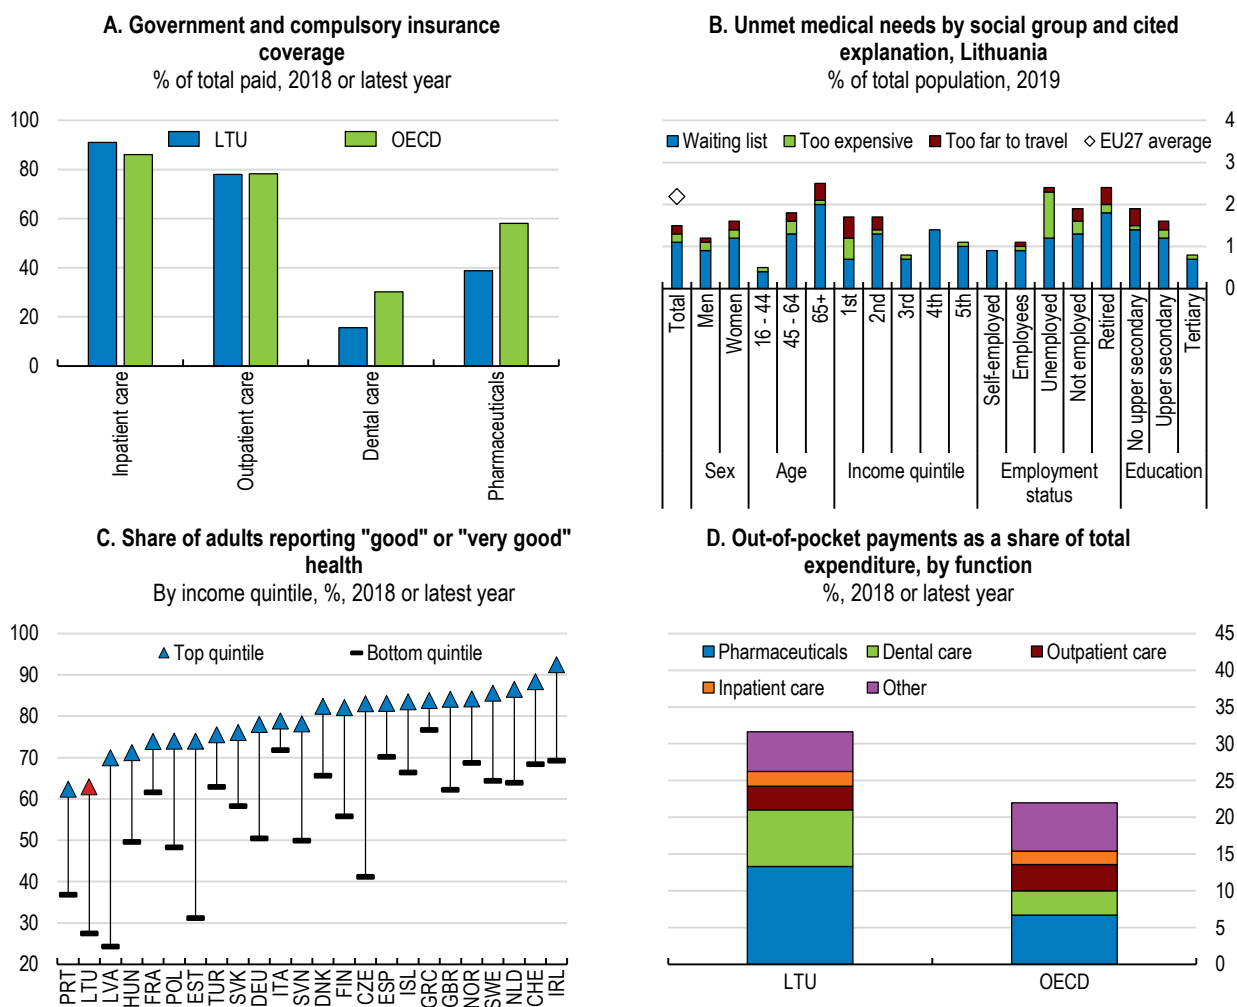 A. Government and compulsory insurance
coverage
% of total paid, 2018 or latest year
100
80
60
40
20
0
LTU
OECD
Inpatient care
Outpatient care
Dental care
Pharmaceuticals
B. Unmet medical needs by social group and cited
explanation, Lithuania
% of total population, 2019
4
3
2
1
0
Waiting list
Too expensive
Too far to travel
EU27 average
Total
Men
Women
16 - 44
45 - 64
65+
1st
2nd
3rd
4th
5th
Self-employed
Employees
Unemployed
Not employed
Retired
No upper secondary
Upper secondary
Tertiary
Sex
Age
Income quintile
Employment
status
Education
C. Share of adults reporting "good" or "very good"
health
By income quintile, %, 2018 or latest year
100
90
80
70
60
50
40
30
20
Top quintile
Bottom quintile
PRT
LTU
LVA
HUN
FRA
POL
EST
TUR
SVK
DEU
ITA
SVN
DNK
FIN
CZE
ESP
ISL
GRC
GBR
NOR
SWE
NLD
CHE
IRL
D. Out-of-pocket payments as a share of total
expenditure, by function
%, 2018 or latest year
45
40
35
30
25
20
15
10
5
0
Pharmaceuticals
Dental care
Outpatient care
Inpatient care
Other
LTU
OECD